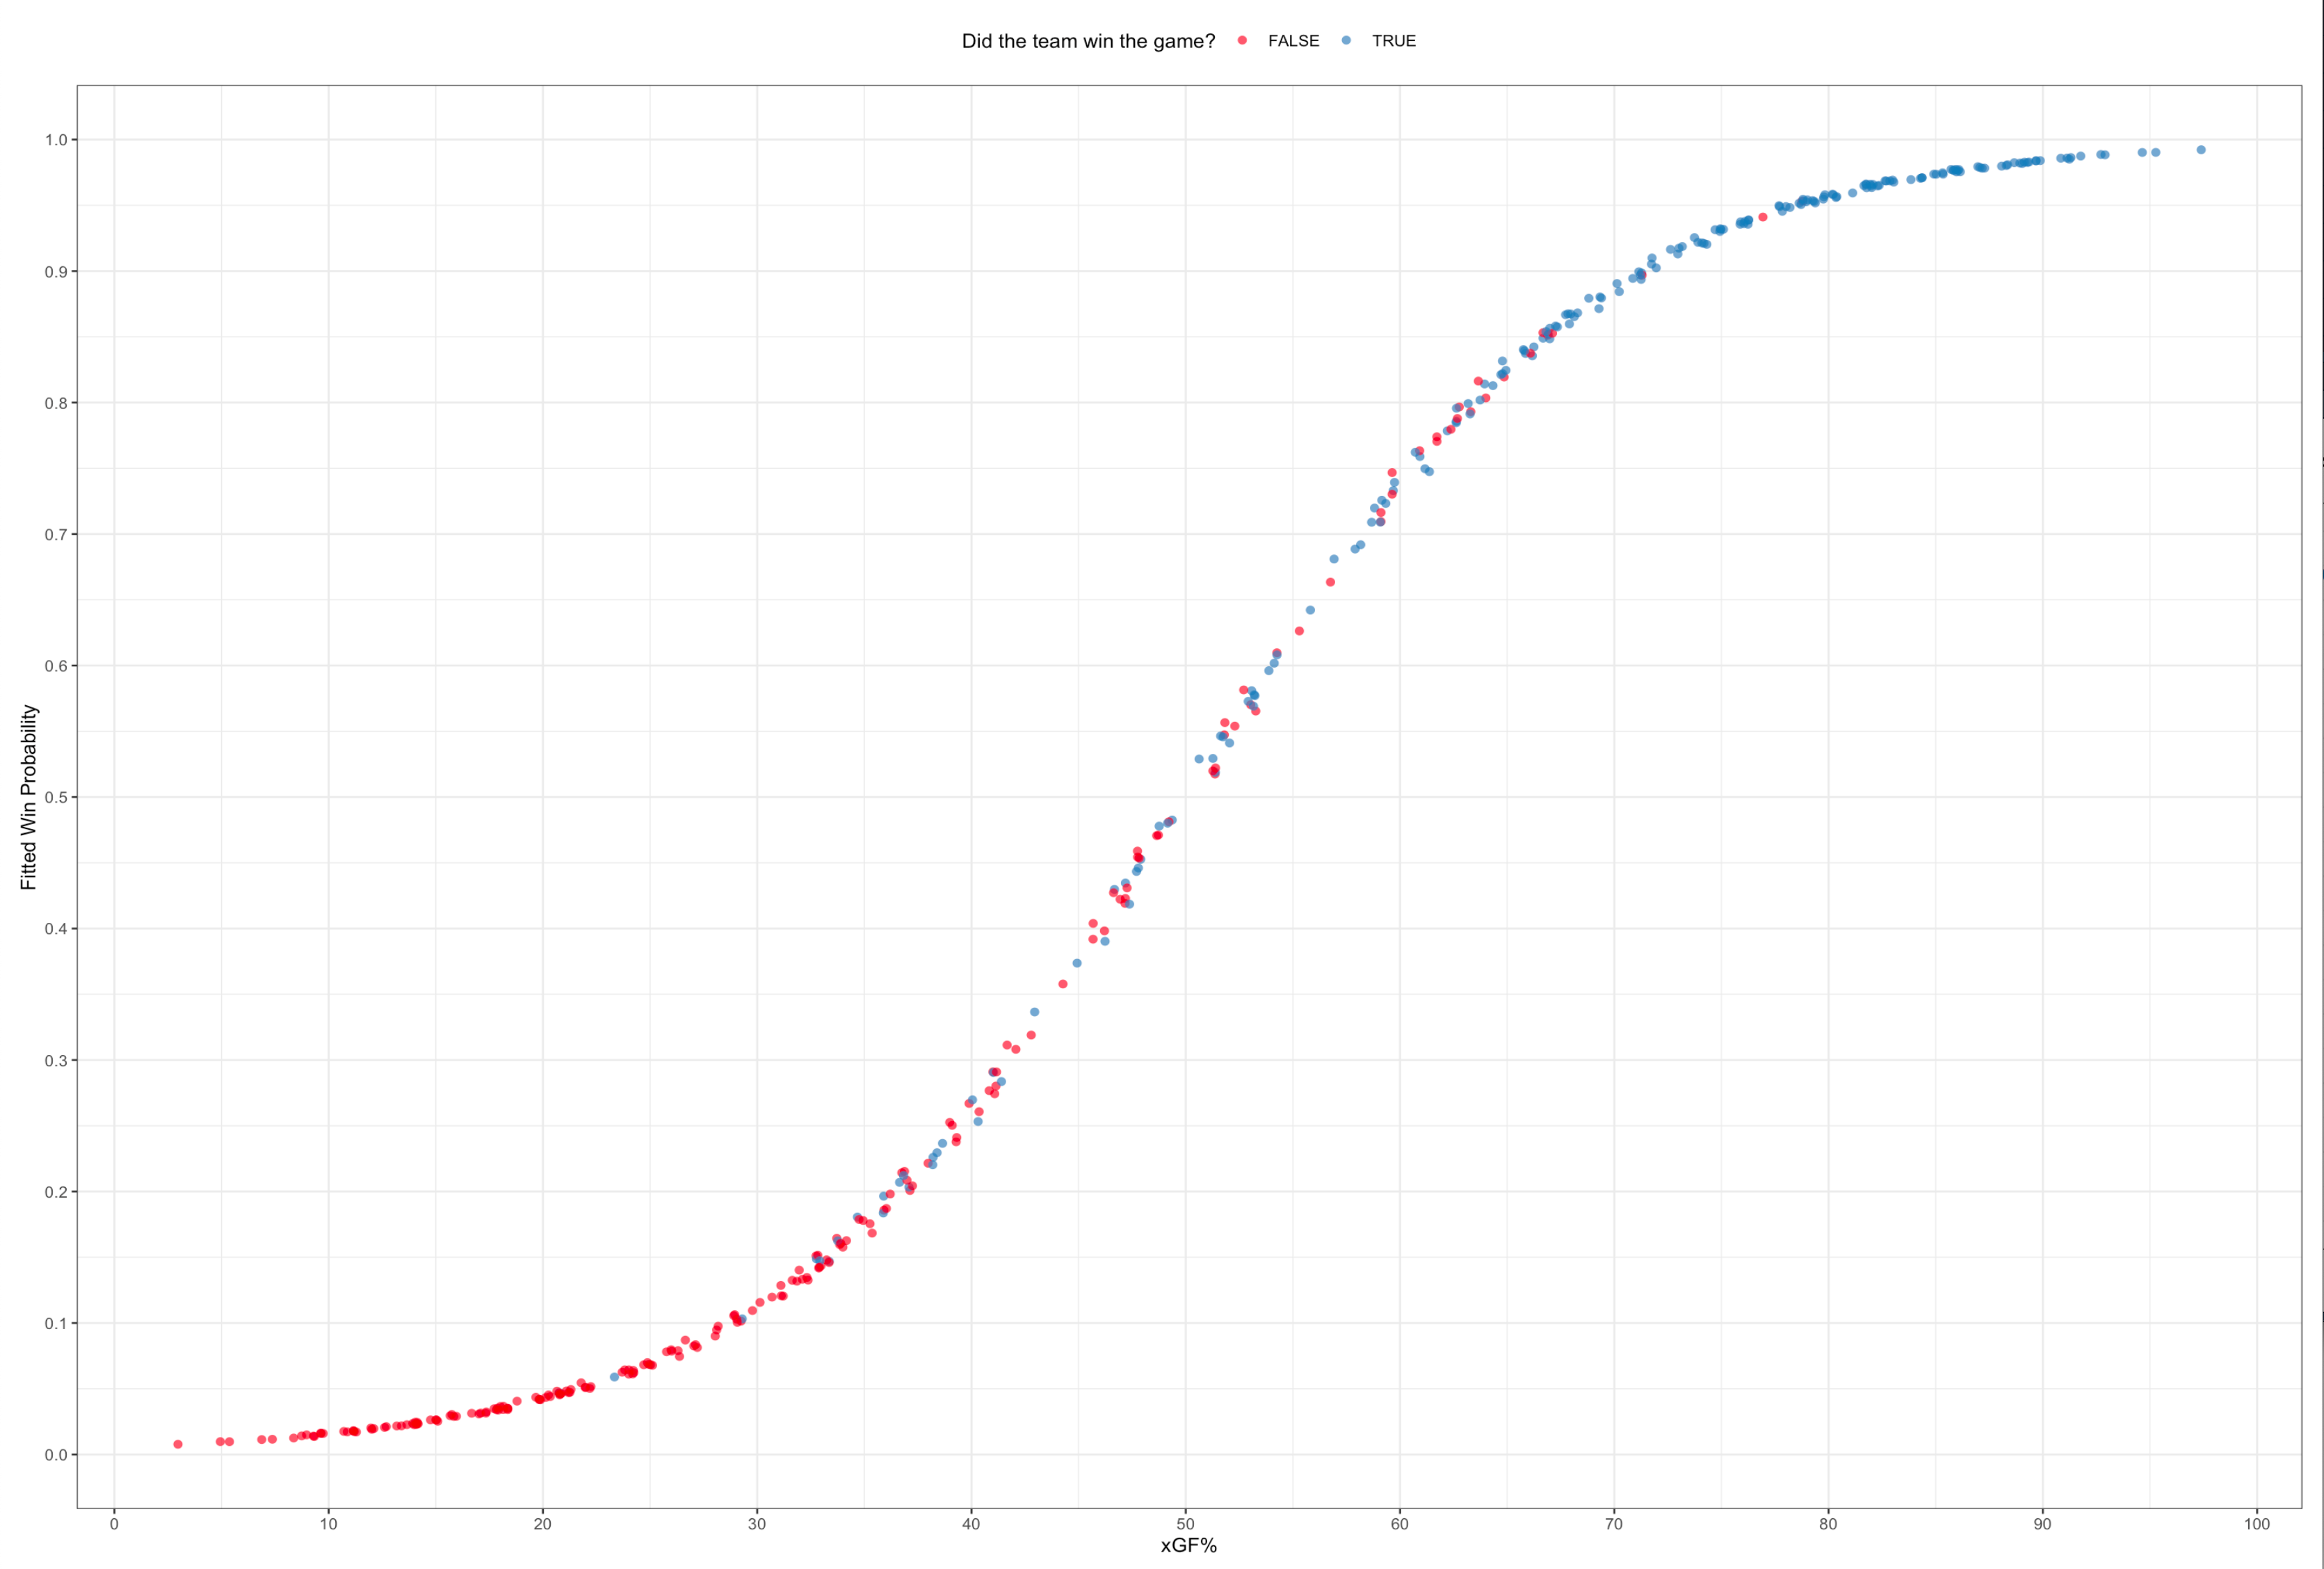 Did the team win the game? FALSE TRUE
1.0
0.9
0.8
0.7
0.6
0.5
0.4
0.3
0.2
0.1
0.0
Fitted Win Probability
0 10 20 30 40 50 60 70 80 90 100
xGF%